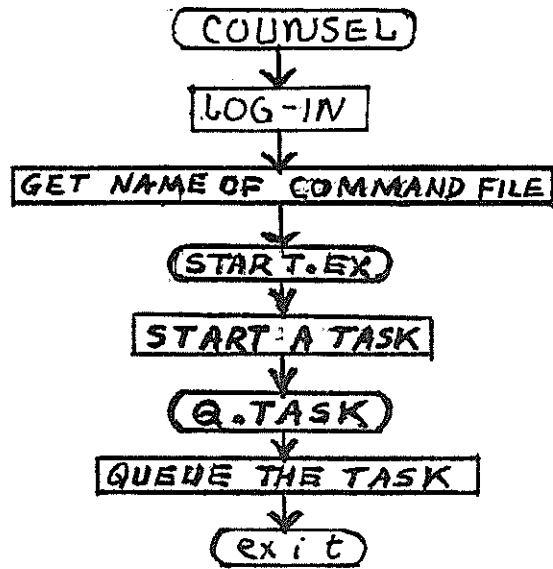 COUNSEL
LOG-IN
GET NAME OF COMMAND FILE
START.EX
START A TASK
Q.TASK
QUEUE THE TASK
exit